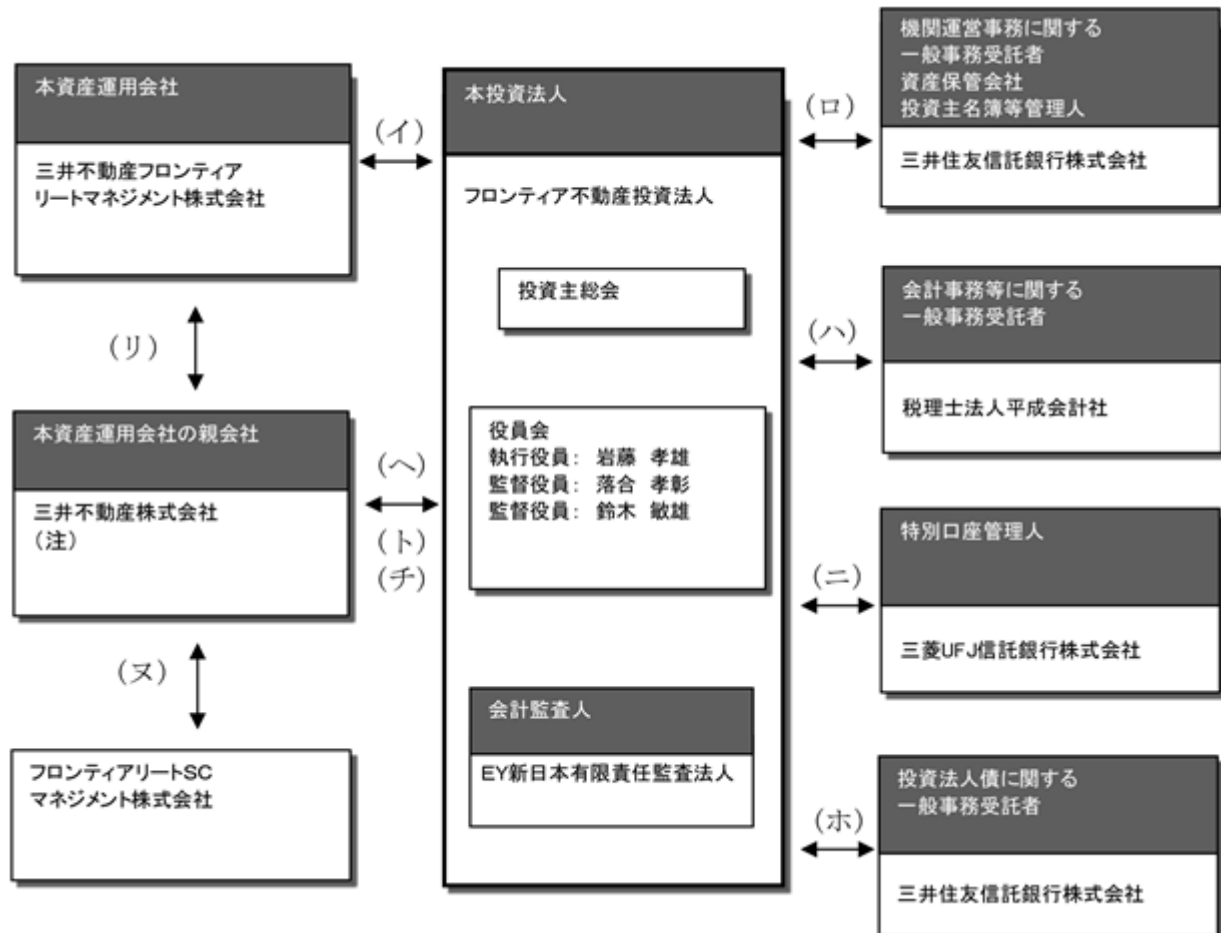 本資産運用会社
三井不動産フロンティア
リートマネジメント株式会社
(イ)
(リ)
本資産運用会社の親会社
三井不動産株式会社
(注)
(ヘ)
(ト)
(チ)
(ヌ)
フロンティアリートSC
マネジメント株式会社
本投資法人
フロンティア不動産投資法人
投資主総会
役員会
執行役員: 岩藤 孝雄
監督役員: 落合 孝彰
監督役員: 鈴木 敏雄
会計監査人
EY新日本有限責任監査法人
(ロ)
機関運営事務に関する
一般事務受託者
資産保管会社
投資主名簿等管理人
三井住友信託銀行株式会社
(ハ)
会計事務等に関する
一般事務受託者
税理士法人平成会計社
(ニ)
特別口座管理人
三菱UFJ信託銀行株式会社
(ホ)
投資法人債に関する
一般事務受託者
三井住友信託銀行株式会社